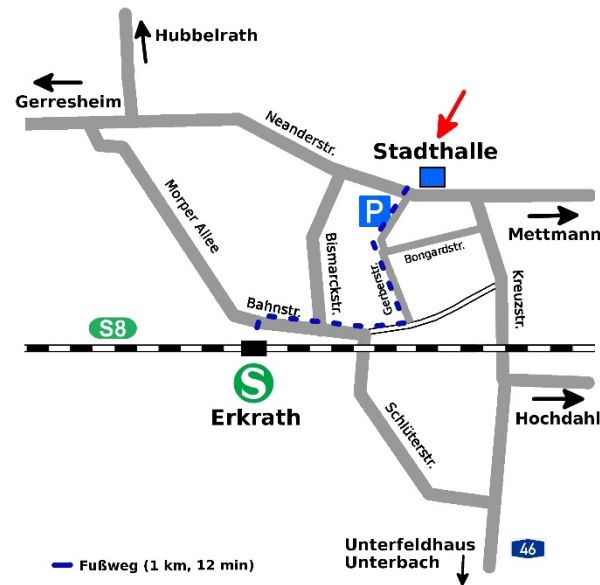 Hubbelrath
Gerresheim
Neanderstr.
Stadthalle
P
Mettmann
Morper Allee
Bismarckstr.
Gerberstr.
Bongardstr.
Kreuzstr.
Bahnstr.
S8
S
Erkrath
Hochdahl
Schlüterstr.
Unterfeldhaus
Unterbach
46
Fußweg (1 km, 12 min)